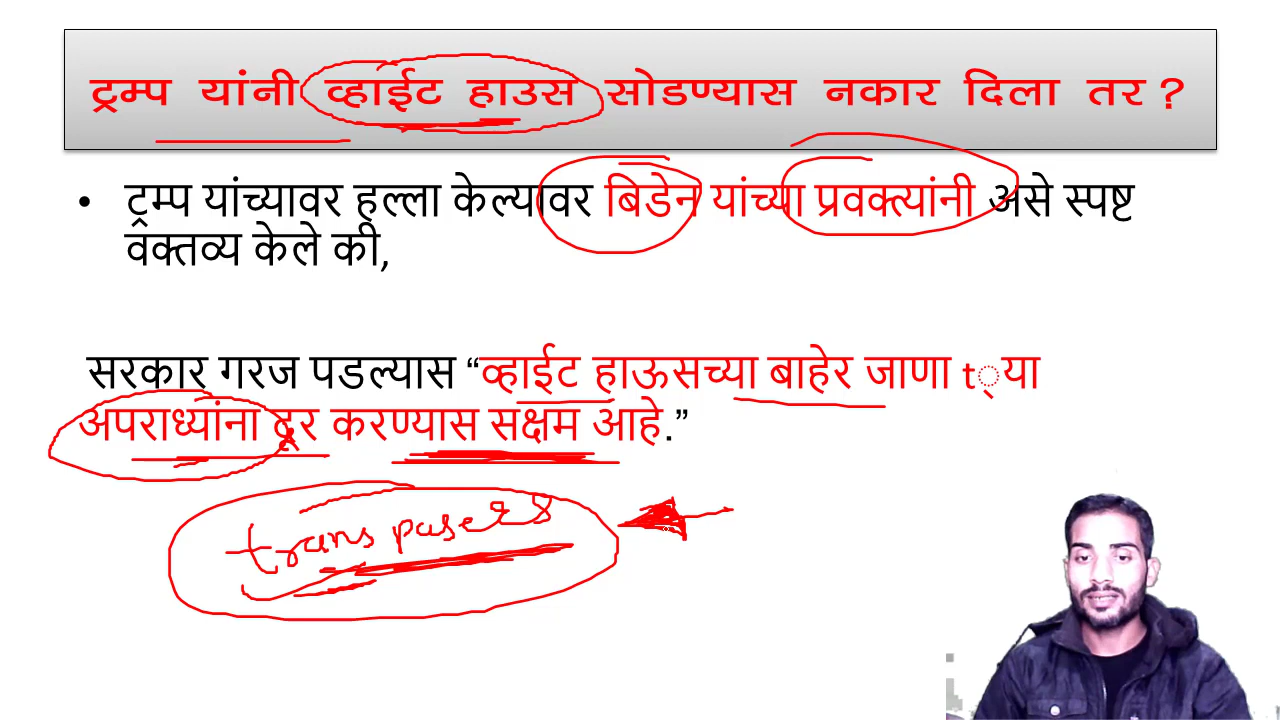 ट्रम्प यांनी व्हाईट हाउस सोडण्यास नकार दिला तर ?
• ट्रम्प यांच्यावर हल्ला केल्यावर बिडेन यांच्या प्रवक्त्यांनी असे स्पष्ट
वक्तव्य केले की,
सरकार गरज पडल्यास “व्हाईट हाऊसच्या बाहेर जाणा t्या
अपराध्यांना दूर करण्यास सक्षम आहे.”
trans pasers